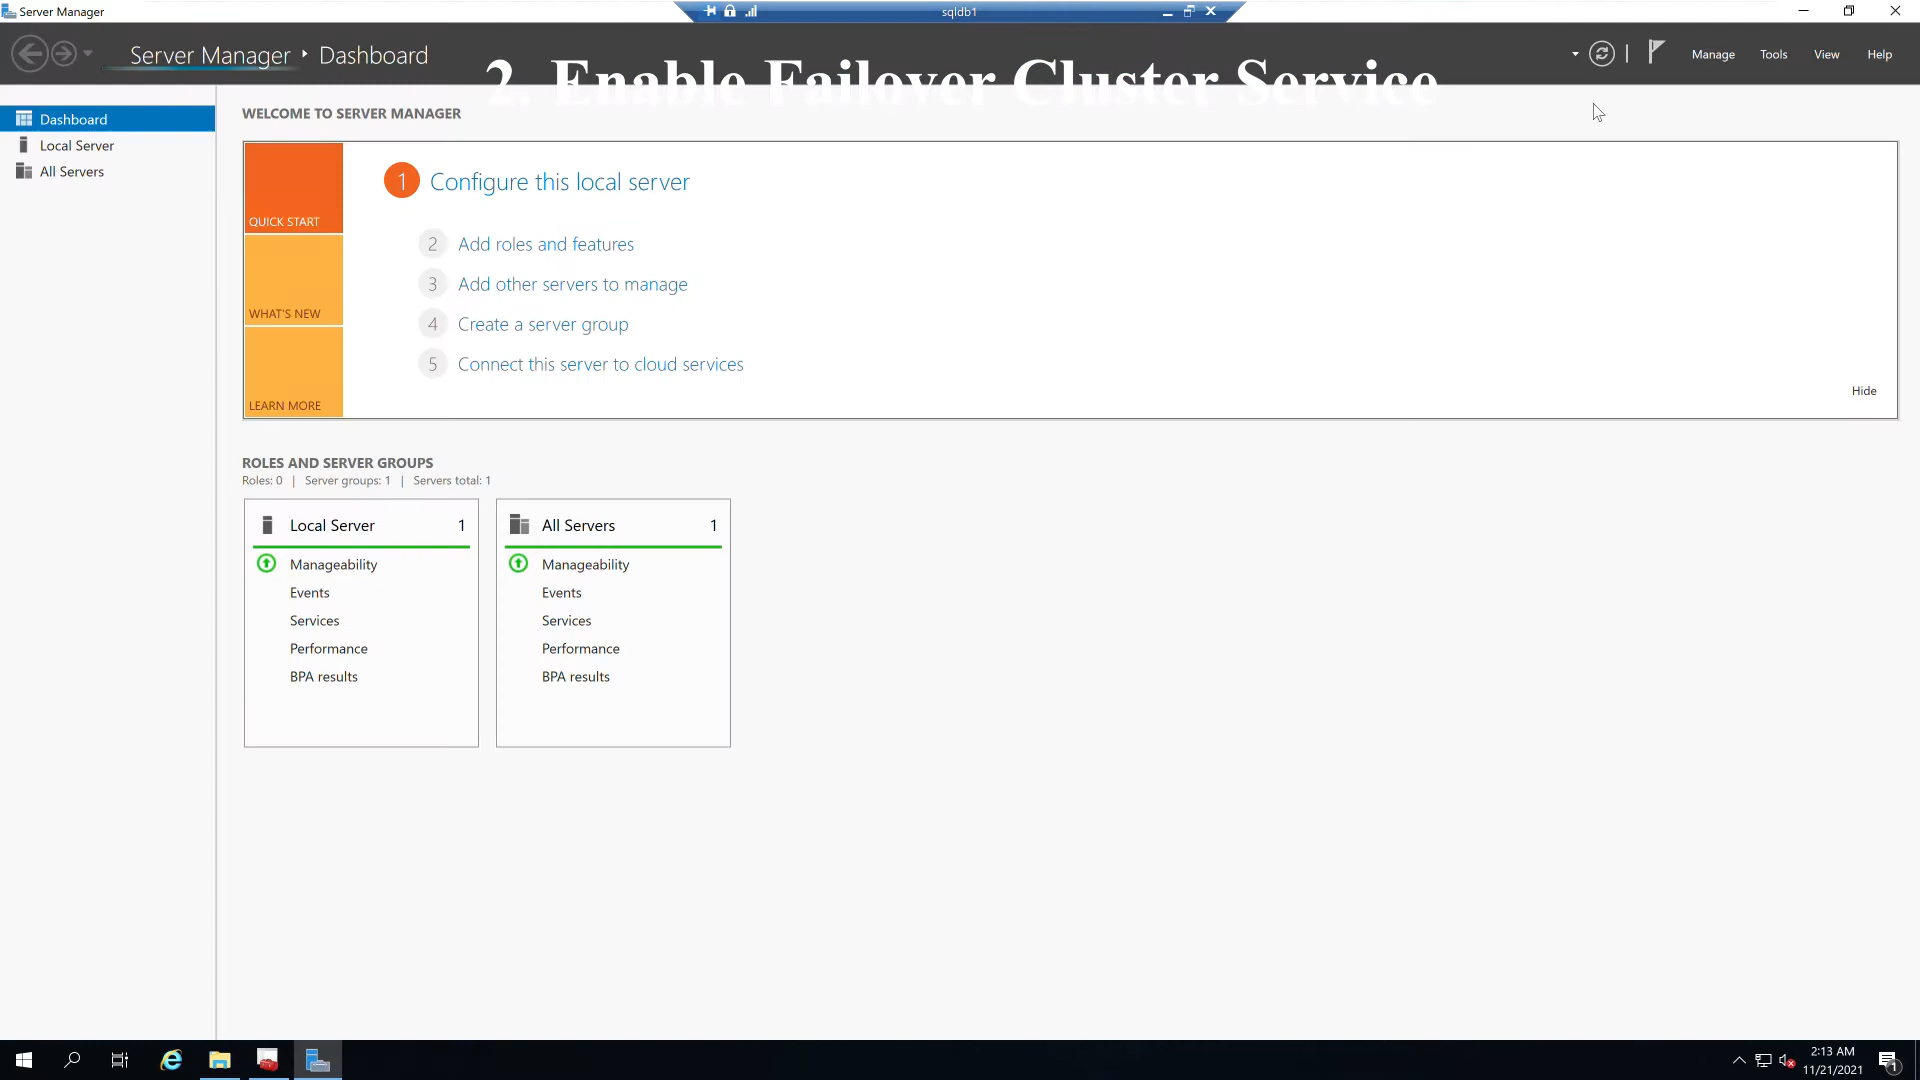 Server Manager
sqldb1
Server Manager
Dashboard
2. Enable Failover Cluster Service
Manage
Tools
View
Help
Dashboard
Local Server
All Servers
WELCOME TO SERVER MANAGER
QUICK START
WHAT'S NEW
LEARN MORE
1 Configure this local server
2 Add roles and features
3 Add other servers to manage
4 Create a server group
5 Connect this server to cloud services
Hide
ROLES AND SERVER GROUPS
Roles: 0 | Server groups: 1 | Servers total: 1
Local Server 1
Manageability
Events
Services
Performance
BPA results
All Servers 1
Manageability
Events
Services
Performance
BPA results
2:13 AM
11/21/2021
1